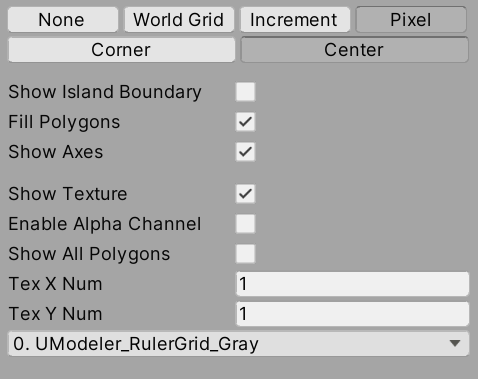 None World Grid Increment Pixel
Corner Center
Show Island Boundary
Fill Polygons
Show Axes
Show Texture
Enable Alpha Channel
Show All Polygons
Tex X Num 1
Tex Y Num 1
0. UModeler_RulerGrid_Gray